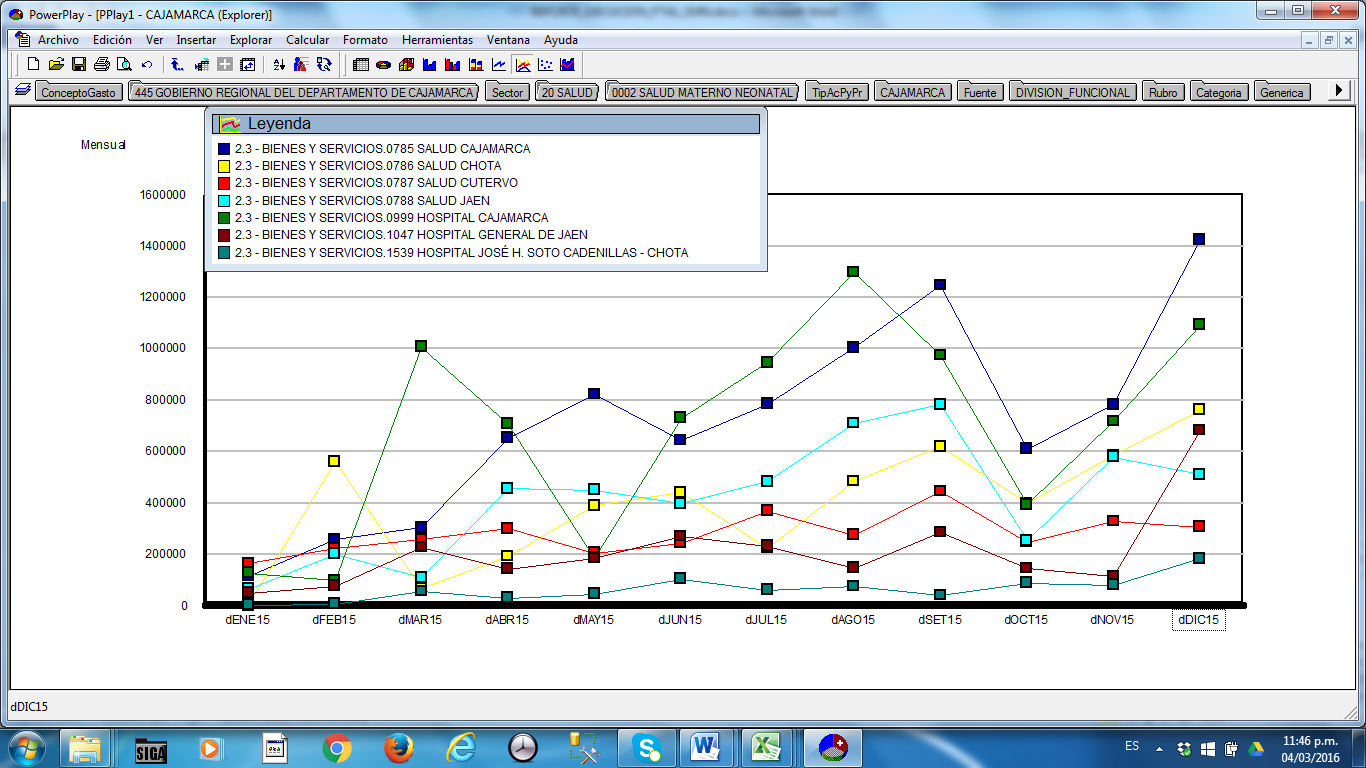 PowerPlay - [PPlay1 - CAJAMARCA (Explorer)]
Archivo Edición Ver Insertar Explorar Calcular Formato Herramientas Ventana Ayuda
ConceptoGasto 445 GOBIERNO REGIONAL DEL DEPARTAMENTO DE CAJAMARCA Sector 20 SALUD 0002 SALUD MATERNO NEONATAL TipAcPyPr CAJAMARCA Fuente DIVISION_FUNCIONAL Rubro Categoria Generica
Leyenda
Mensual
2.3 - BIENES Y SERVICIOS.0785 SALUD CAJAMARCA
2.3 - BIENES Y SERVICIOS.0786 SALUD CHOTA
2.3 - BIENES Y SERVICIOS.0787 SALUD CUTERVO
2.3 - BIENES Y SERVICIOS.0788 SALUD JAEN
2.3 - BIENES Y SERVICIOS.0999 HOSPITAL CAJAMARCA
2.3 - BIENES Y SERVICIOS.1047 HOSPITAL GENERAL DE JAEN
2.3 - BIENES Y SERVICIOS.1539 HOSPITAL JOSÉ H. SOTO CADENILLAS - CHOTA
1600000
1400000
1200000
1000000
800000
600000
400000
200000
0
dENE15 dFEB15 dMAR15 dABR15 dMAY15 dJUN15 dJUL15 dAGO15 dSET15 dOCT15 dNOV15 dDIC15
dDIC15
SIGA
ES
11:46 p.m.
04/03/2016